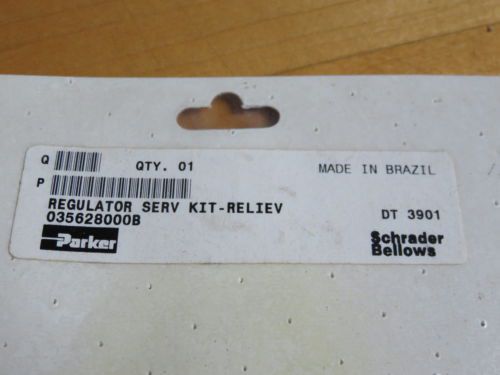 Q QTY. 01 MADE IN BRAZIL
P
REGULATOR SERV KIT-RELIEV
035628000B DT 3901
Parker Schrader
Bellows